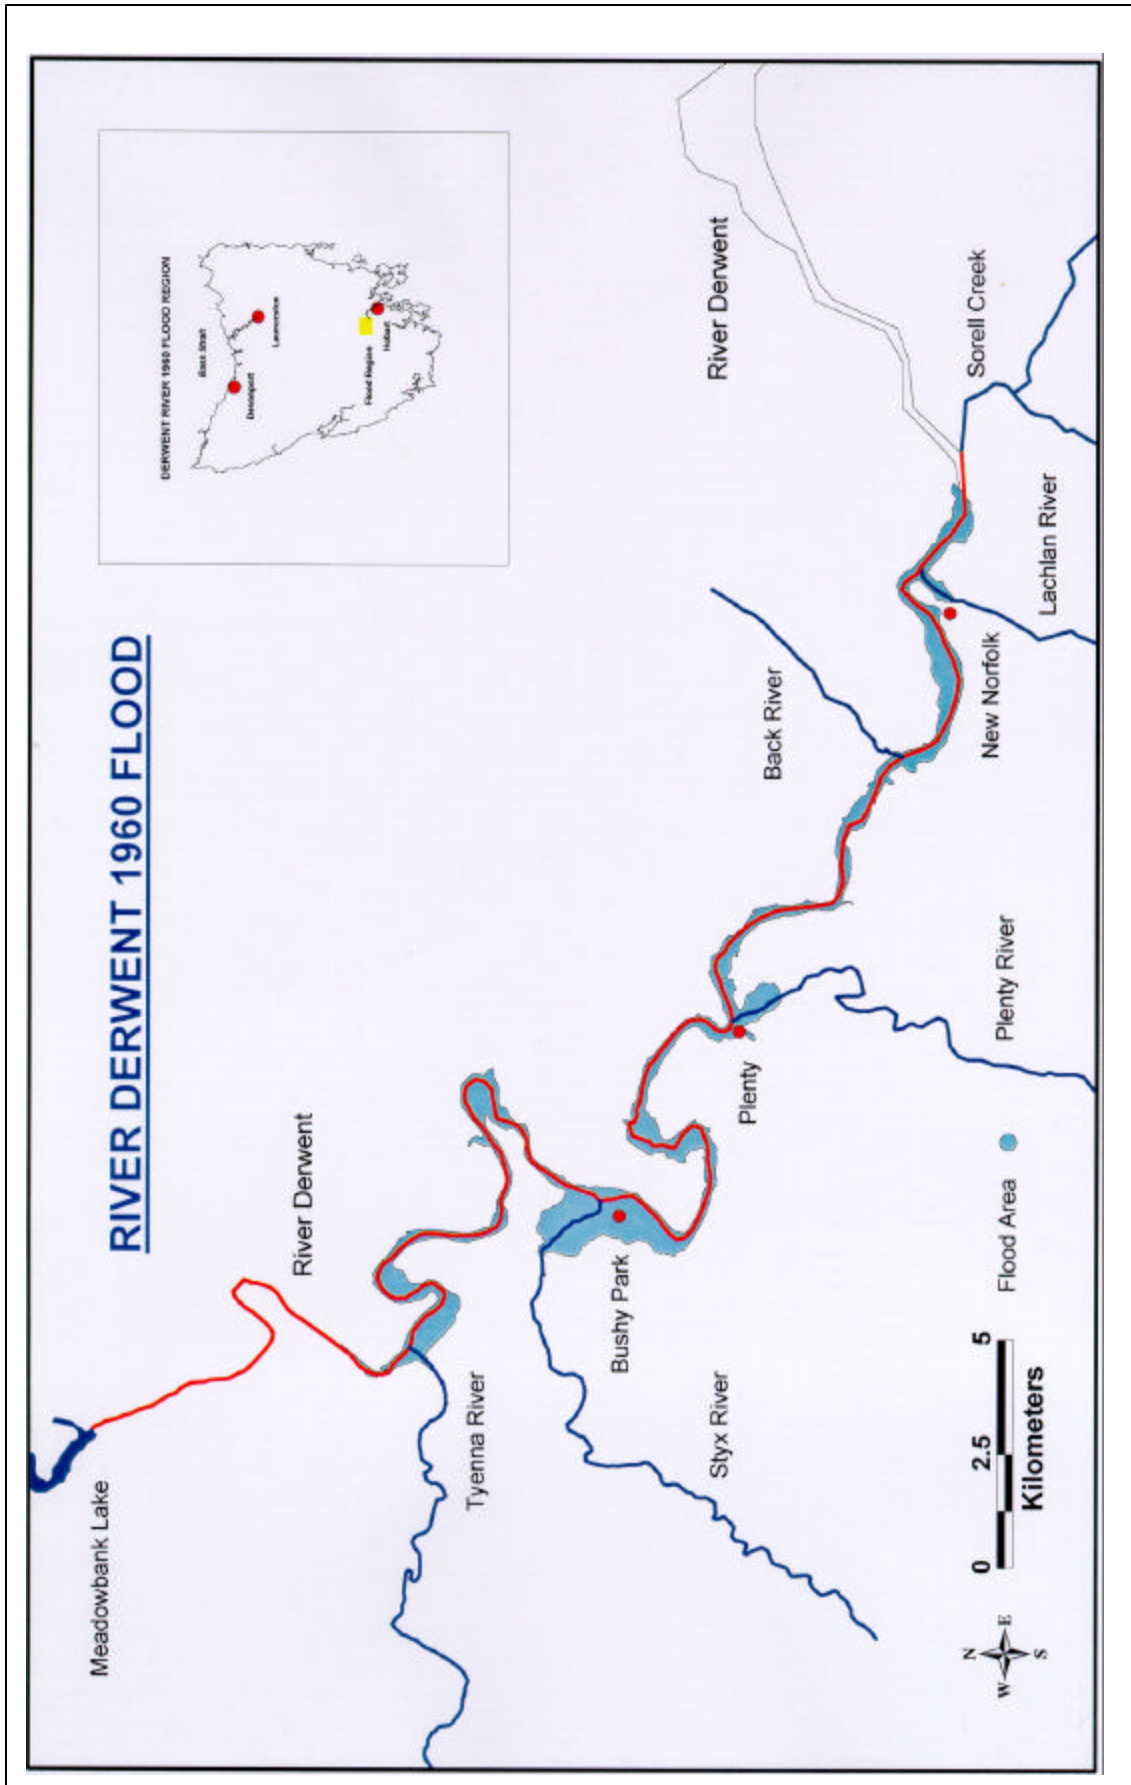 RIVER DERWENT 1960 FLOOD
DERWENT RIVER 1960 FLOOD REGION
Bass Strait
Devonport
Launceston
Flood Region
Hobart
Meadowbank Lake
River Derwent
River Derwent
Tyenna River
Styx River
Bushy Park
Plenty
Plenty River
Back River
New Norfolk
Lachlan River
Sorell Creek
N
W
E
S
0
2.5
5
Kilometers
Flood Area